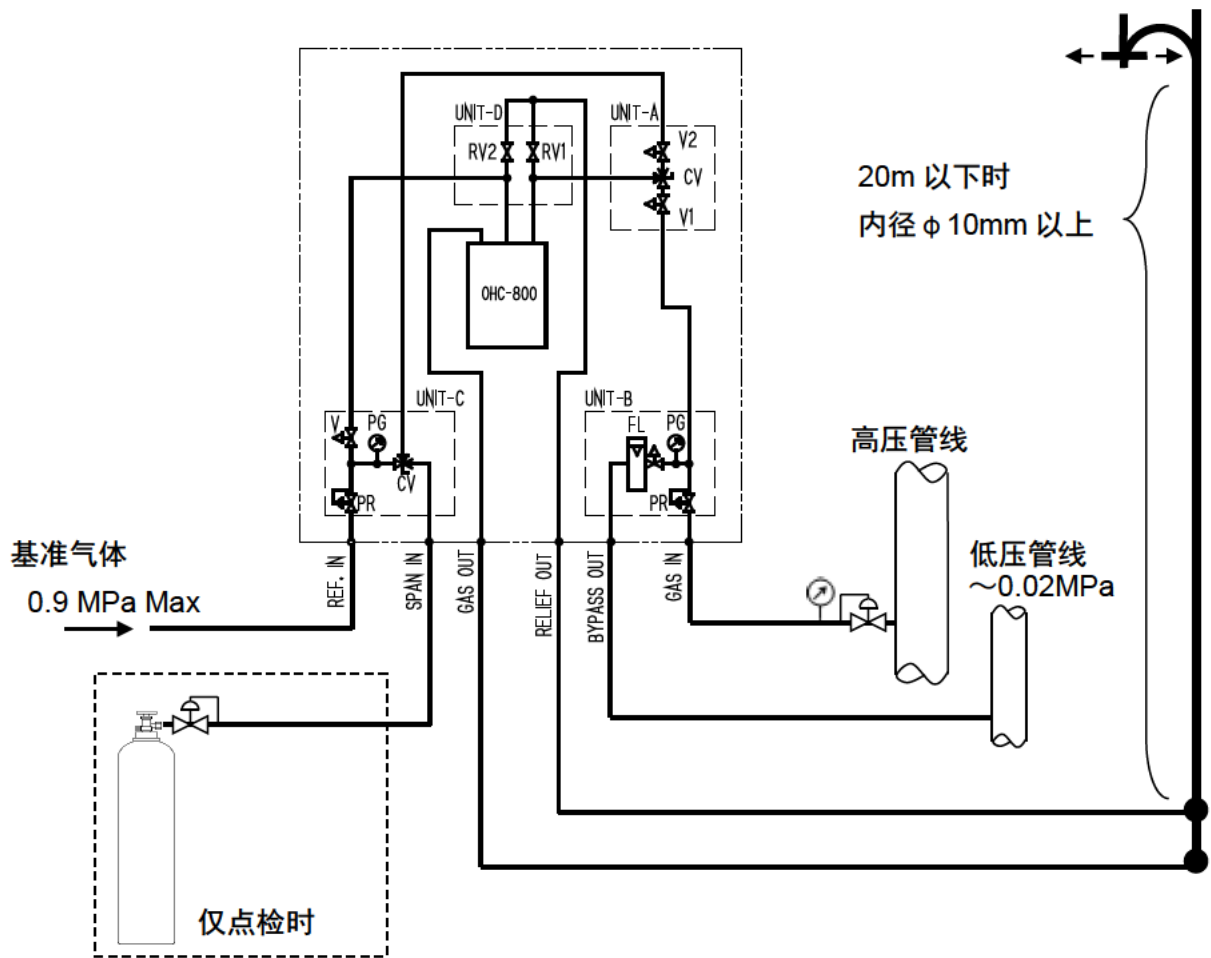 UNIT-D
UNIT-A
RV2
RV1
V2
CV
V1
OHC-800
20m 以下时
内径 φ 10mm 以上
UNIT-C
V
PG
CV
PR
UNIT-B
FL
PG
PR
高压管线
低压管线
～0.02MPa
基准气体
0.9 MPa Max
REF. IN
SPAN IN
GAS OUT
RELIEF OUT
BYPASS OUT
GAS IN
仅点检时